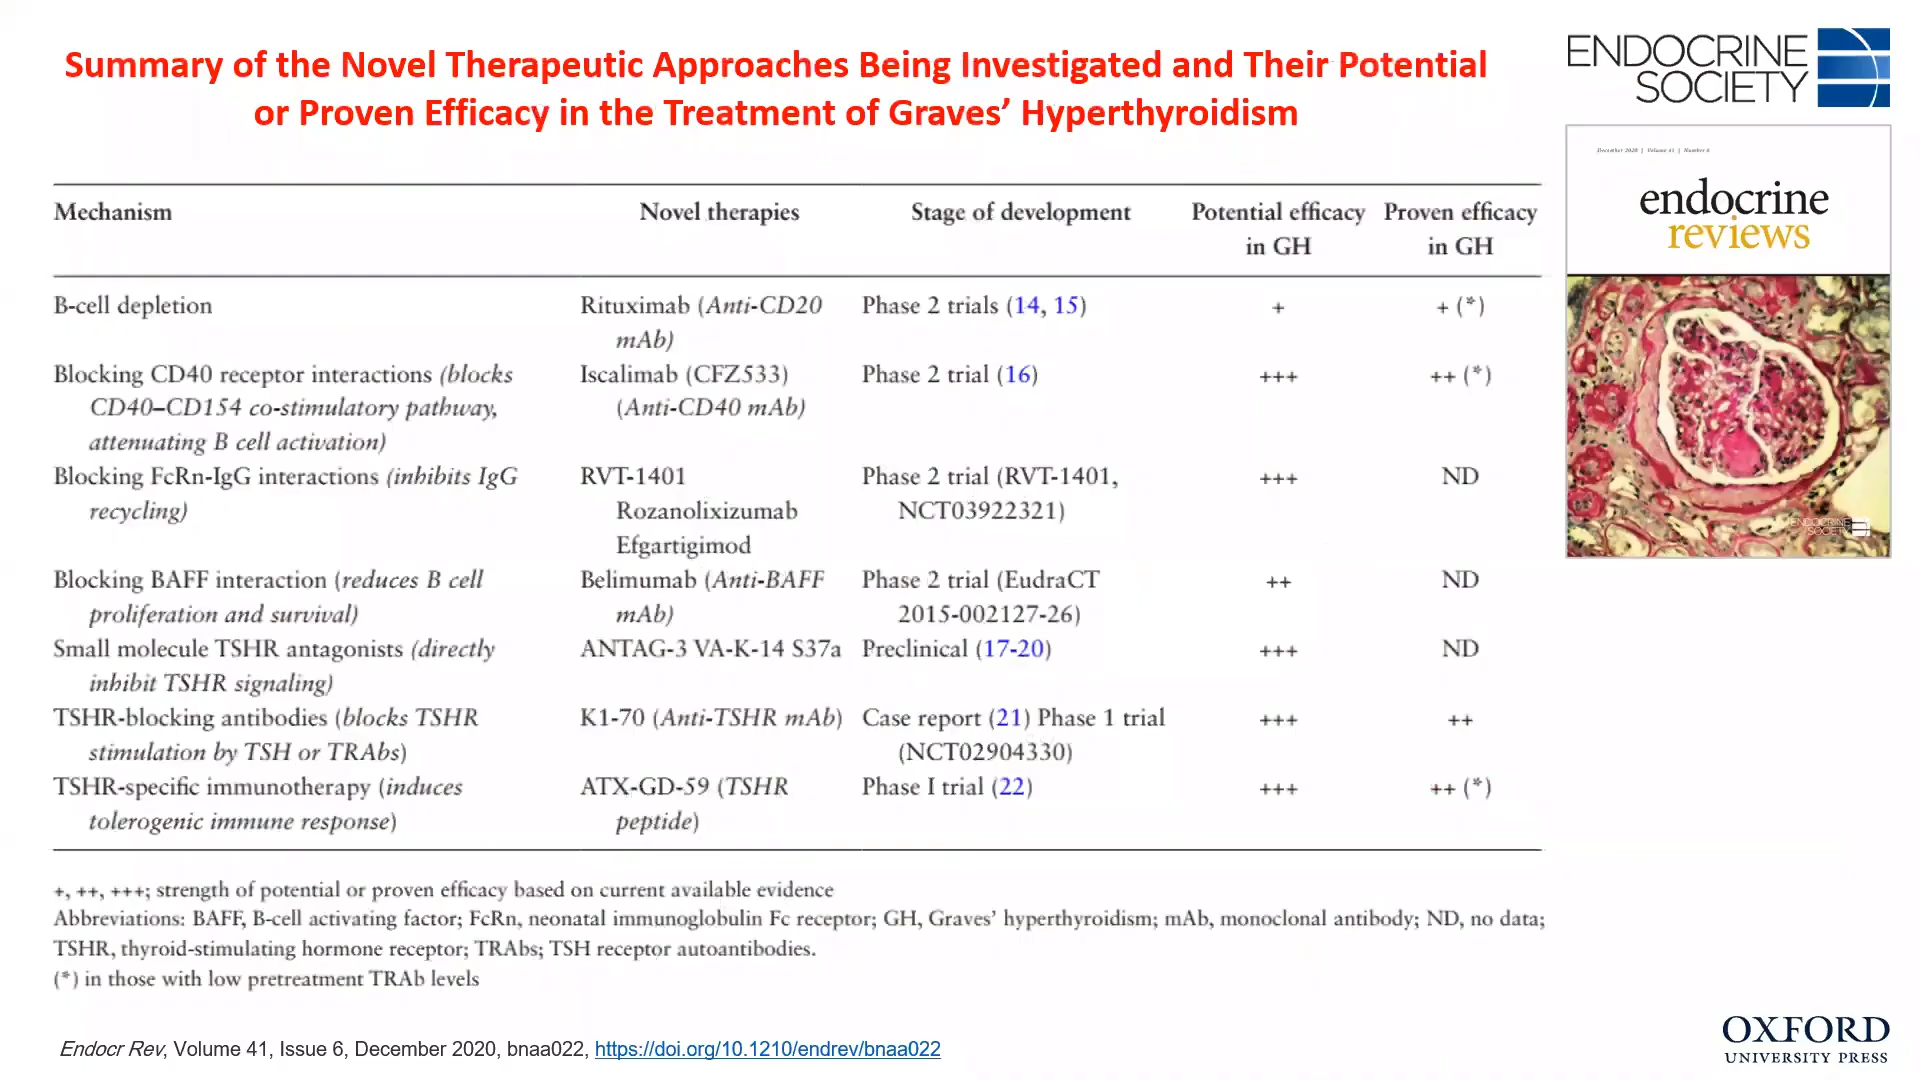 Summary of the Novel Therapeutic Approaches Being Investigated and Their Potential
or Proven Efficacy in the Treatment of Graves’ Hyperthyroidism
ENDOCRINE
SOCIETY
December 2020 | Volume 41 | Number 6
endocrine
reviews
ENDOCRINE
SOCIETY
Mechanism Novel therapies Stage of development Potential efficacy Proven efficacy
in GH in GH
B-cell depletion Rituximab (Anti-CD20 Phase 2 trials (14, 15) + + (*)
mAb)
Blocking CD40 receptor interactions (blocks Iscalimab (CFZ533) Phase 2 trial (16) +++ ++ (*)
CD40–CD154 co-stimulatory pathway, (Anti-CD40 mAb)
attenuating B cell activation)
Blocking FcRn-IgG interactions (inhibits IgG RVT-1401 Phase 2 trial (RVT-1401, +++ ND
recycling) Rozanolixizumab NCT03922321)
Efgartigimod
Blocking BAFF interaction (reduces B cell Belimumab (Anti-BAFF Phase 2 trial (EudraCT ++ ND
proliferation and survival) mAb) 2015-002127-26)
Small molecule TSHR antagonists (directly ANTAG-3 VA-K-14 S37a Preclinical (17-20) +++ ND
inhibit TSHR signaling)
TSHR-blocking antibodies (blocks TSHR K1-70 (Anti-TSHR mAb) Case report (21) Phase 1 trial +++ ++
stimulation by TSH or TRAbs) (NCT02904330)
TSHR-specific immunotherapy (induces ATX-GD-59 (TSHR Phase I trial (22) +++ ++ (*)
tolerogenic immune response) peptide)
+, ++, +++; strength of potential or proven efficacy based on current available evidence
Abbreviations: BAFF, B-cell activating factor; FcRn, neonatal immunoglobulin Fc receptor; GH, Graves’ hyperthyroidism; mAb, monoclonal antibody; ND, no data;
TSHR, thyroid-stimulating hormone receptor; TRAbs; TSH receptor autoantibodies.
(*) in those with low pretreatment TRAb levels
Endocr Rev, Volume 41, Issue 6, December 2020, bnaa022, https://doi.org/10.1210/endrev/bnaa022
OXFORD
UNIVERSITY PRESS